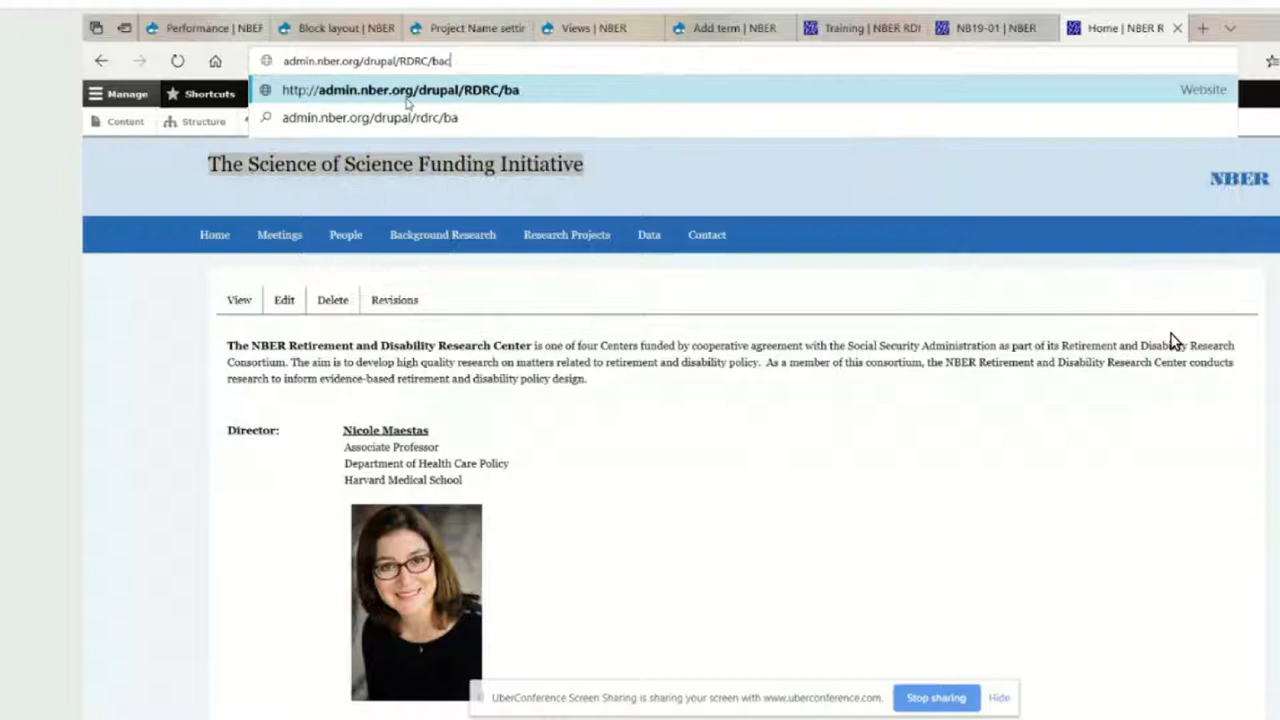 Performance | NBER
Block layout | NBER
Project Name settir
Views | NBER
Add term | NBER
Training | NBER RDI
NB19-01 | NBER
Home | NBER R
admin.nber.org/drupal/RDRC/bac
Manage
Shortcuts
http://admin.nber.org/drupal/RDRC/ba
Website
Content
Structure
admin.nber.org/drupal/rdrc/ba
The Science of Science Funding Initiative
NBER
Home Meetings People Background Research Research Projects Data Contact
View Edit Delete Revisions
The NBER Retirement and Disability Research Center is one of four Centers funded by cooperative agreement with the Social Security Administration as part of its Retirement and Disability Research
Consortium. The aim is to develop high quality research on matters related to retirement and disability policy. As a member of this consortium, the NBER Retirement and Disability Research Center conducts
research to inform evidence-based retirement and disability policy design.
Director: Nicole Maestas
Associate Professor
Department of Health Care Policy
Harvard Medical School
UberConference Screen Sharing is sharing your screen with www.uberconference.com.
Stop sharing
Hide